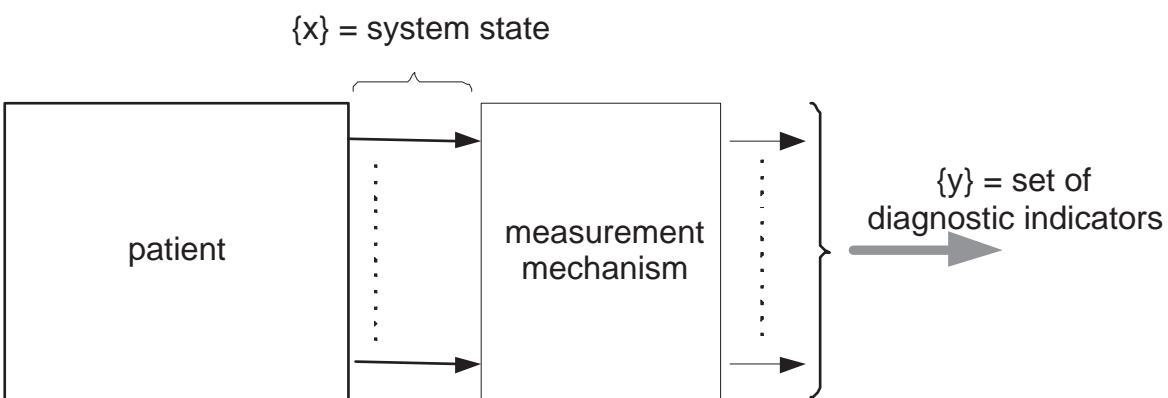 {x} = system state
patient
measurement
mechanism
{y} = set of
diagnostic indicators